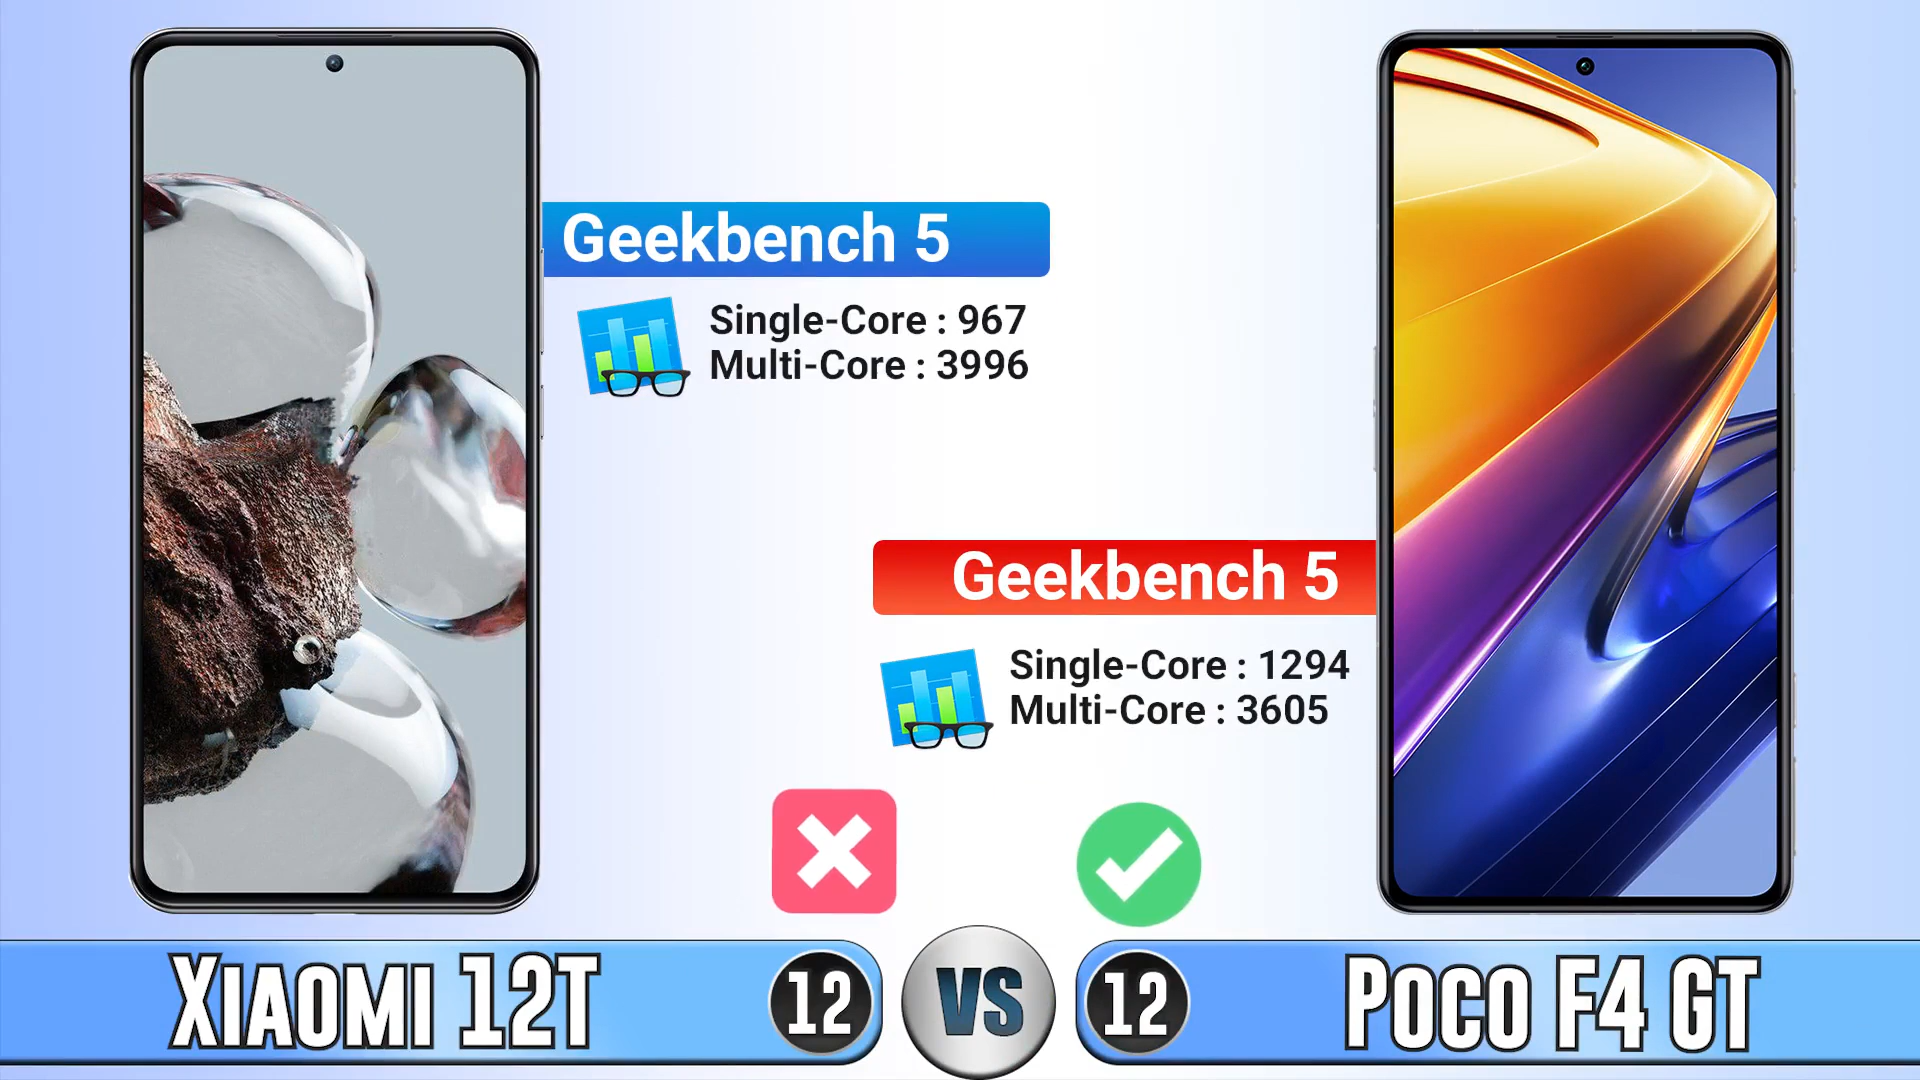 Geekbench 5
Single-Core : 967
Multi-Core : 3996
Geekbench 5
Single-Core : 1294
Multi-Core : 3605
XIAOMI 12T
12
VS
12
POCO F4 GT